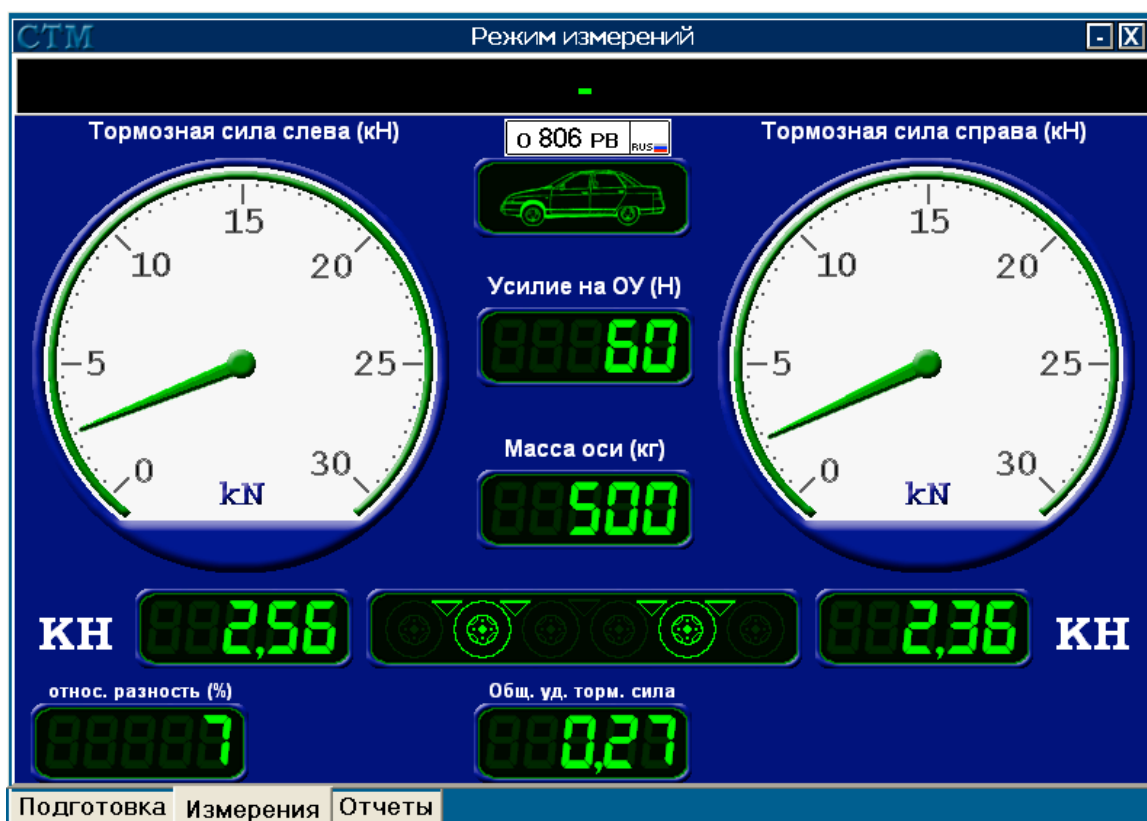 СТМ
Режим измерений
- X
-
Тормозная сила слева (кН)
о 806 РВ RUS
Тормозная сила справа (кН)
0 5 10 15 20 25 30
kN
Усилие на ОУ (Н)
60
Масса оси (кг)
500
0 5 10 15 20 25 30
kN
КН 2,56
2,36 КН
относ. разность (%)
7
Общ. уд. торм. сила
0,27
Подготовка Измерения Отчеты